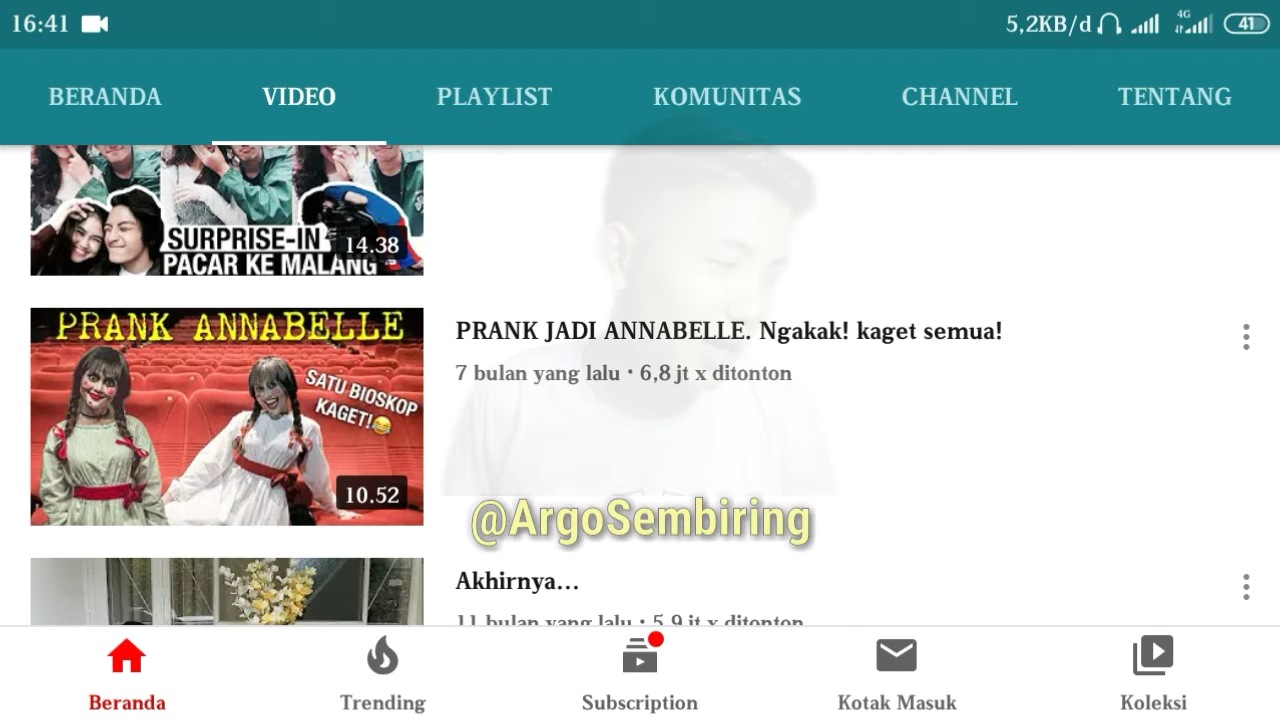 16:41
5,2KB/d
4G
41
BERANDA
VIDEO
PLAYLIST
KOMUNITAS
CHANNEL
TENTANG
SURPRISE-IN
PACAR KE MALANG
14.38
PRANK ANNABELLE
SATU BIOSKOP
KAGET!
10.52
PRANK JADI ANNABELLE. Ngakak! kaget semua!
7 bulan yang lalu • 6,8 jt x ditonton
@ArgoSembiring
Akhirnya...
11 bulan yang lalu • 5,9 jt x ditonton
Beranda
Trending
Subscription
Kotak Masuk
Koleksi